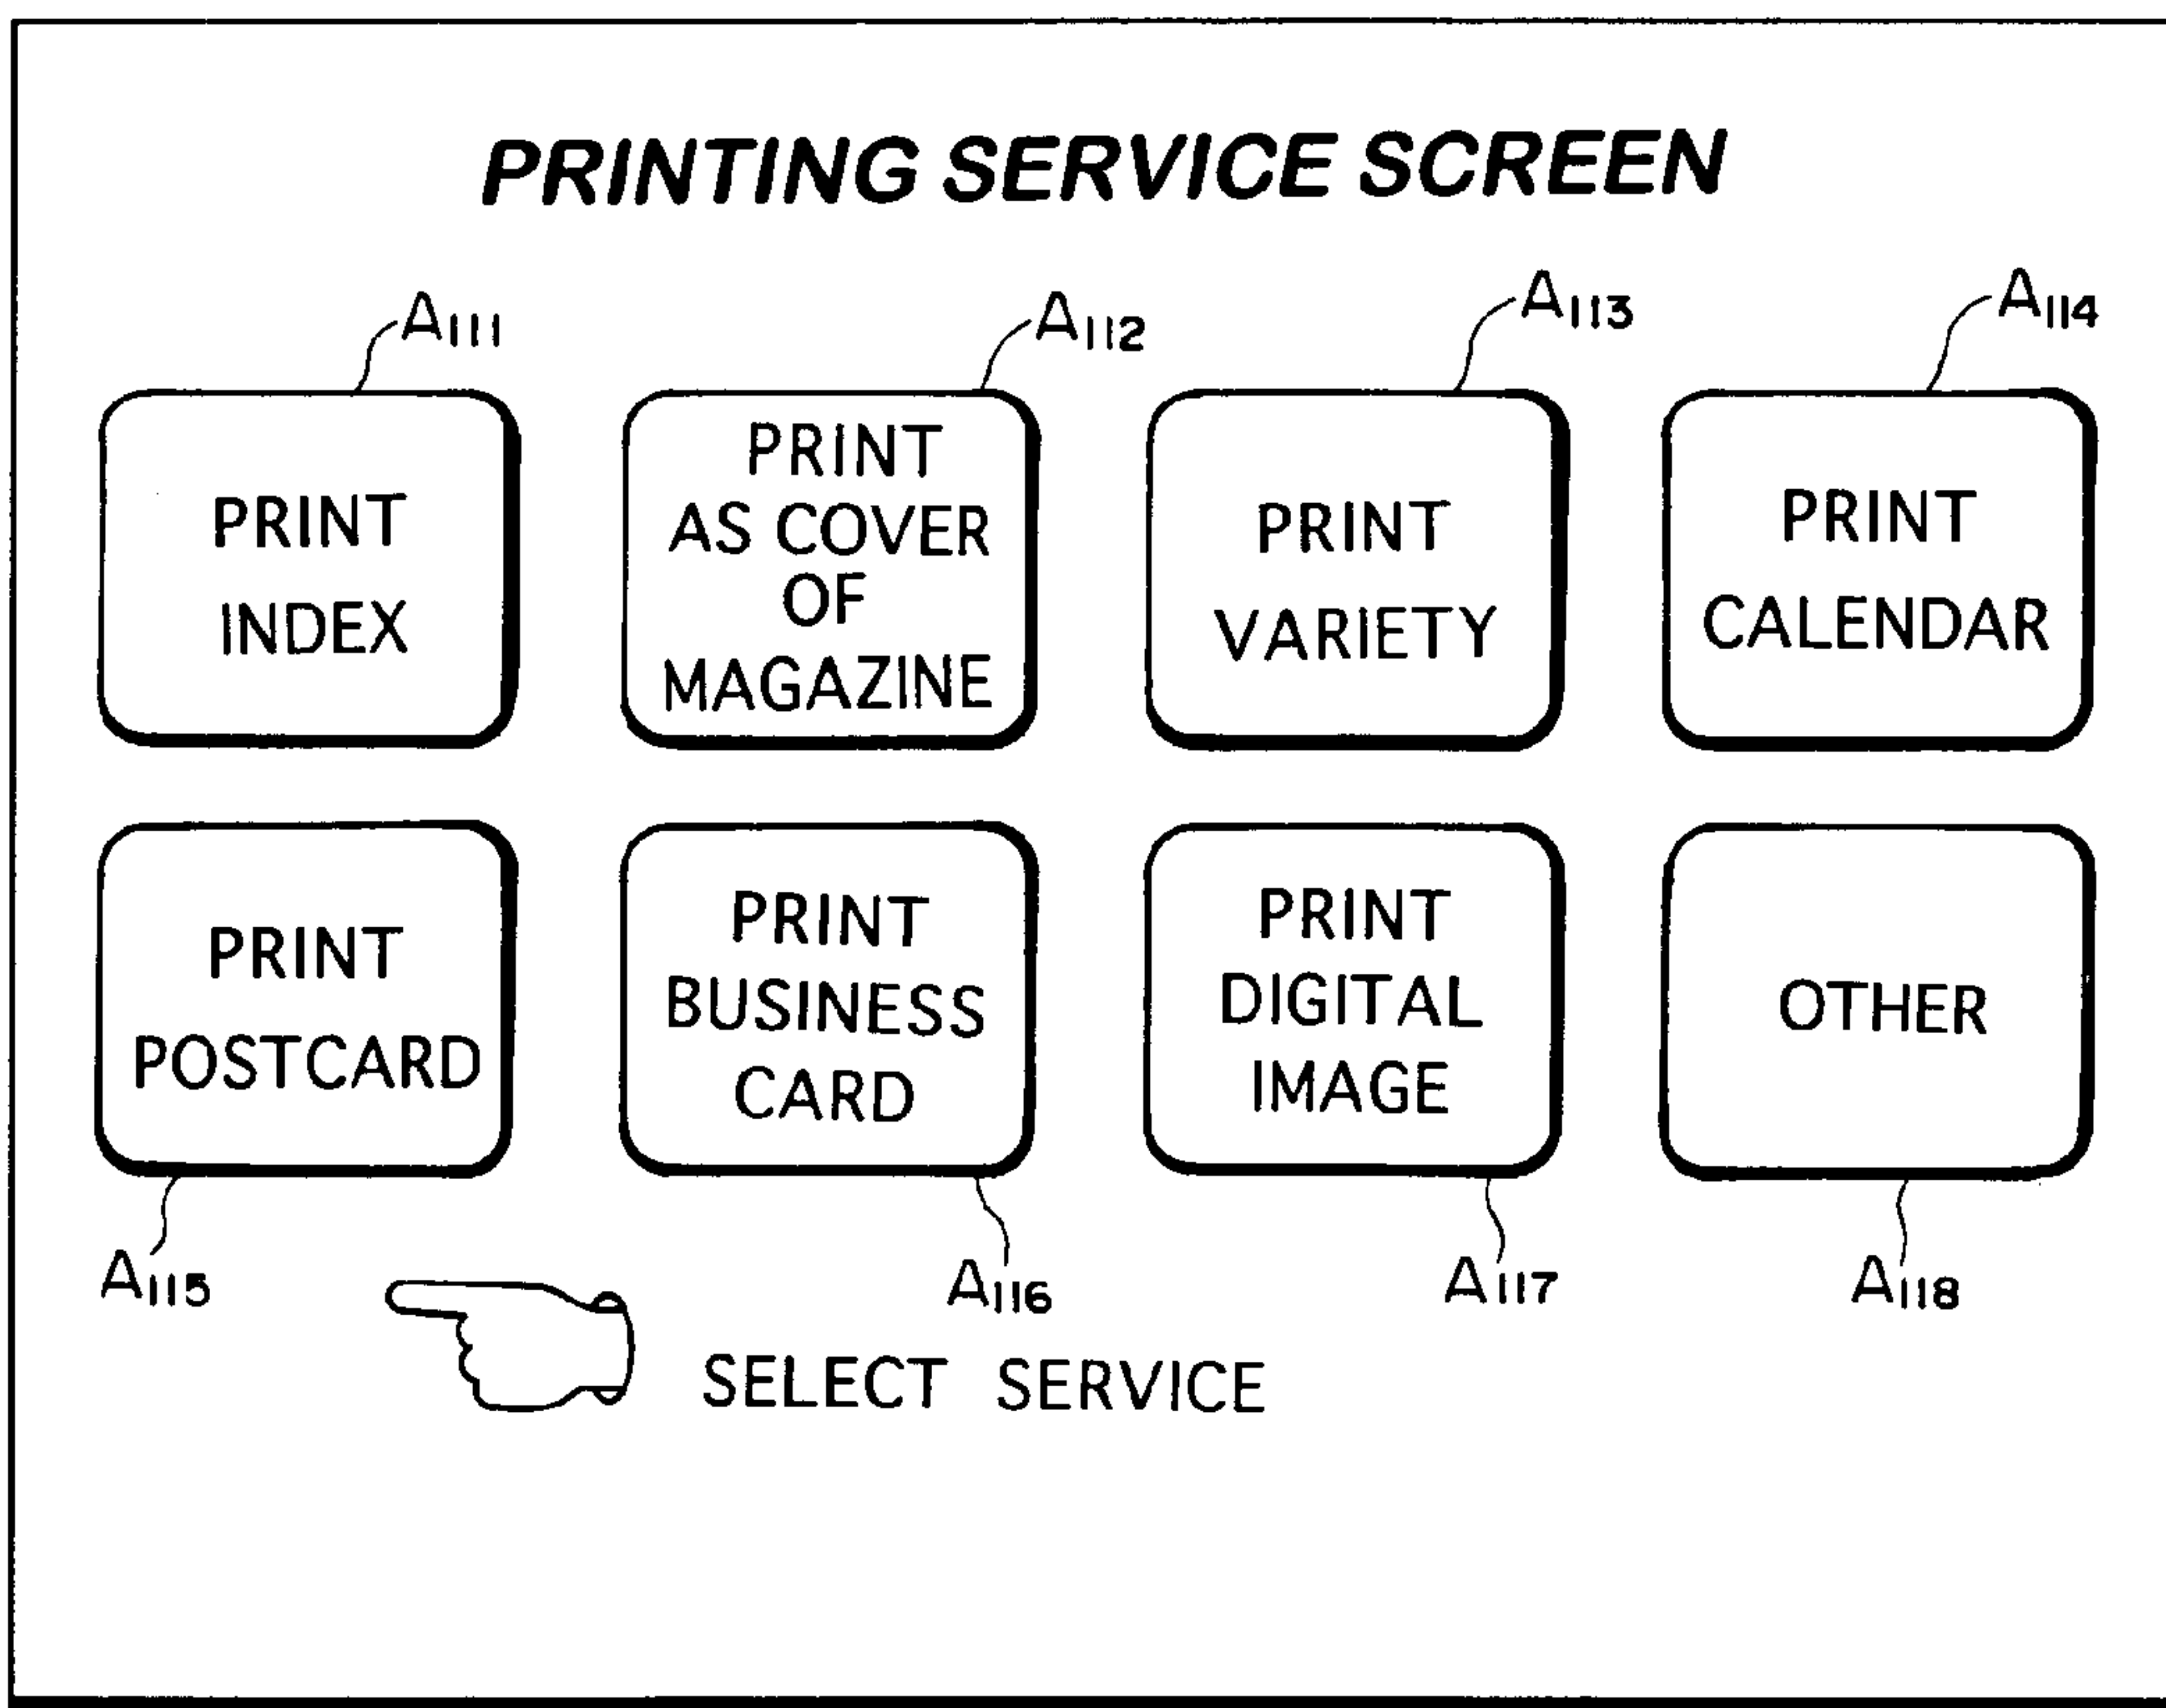 PRINTING SERVICE SCREEN
A111
A112
A113
A114
PRINT
INDEX
PRINT
AS COVER
OF
MAGAZINE
PRINT
VARIETY
PRINT
CALENDAR
PRINT
POSTCARD
PRINT
BUSINESS
CARD
PRINT
DIGITAL
IMAGE
OTHER
A115
A116
A117
A118
SELECT SERVICE